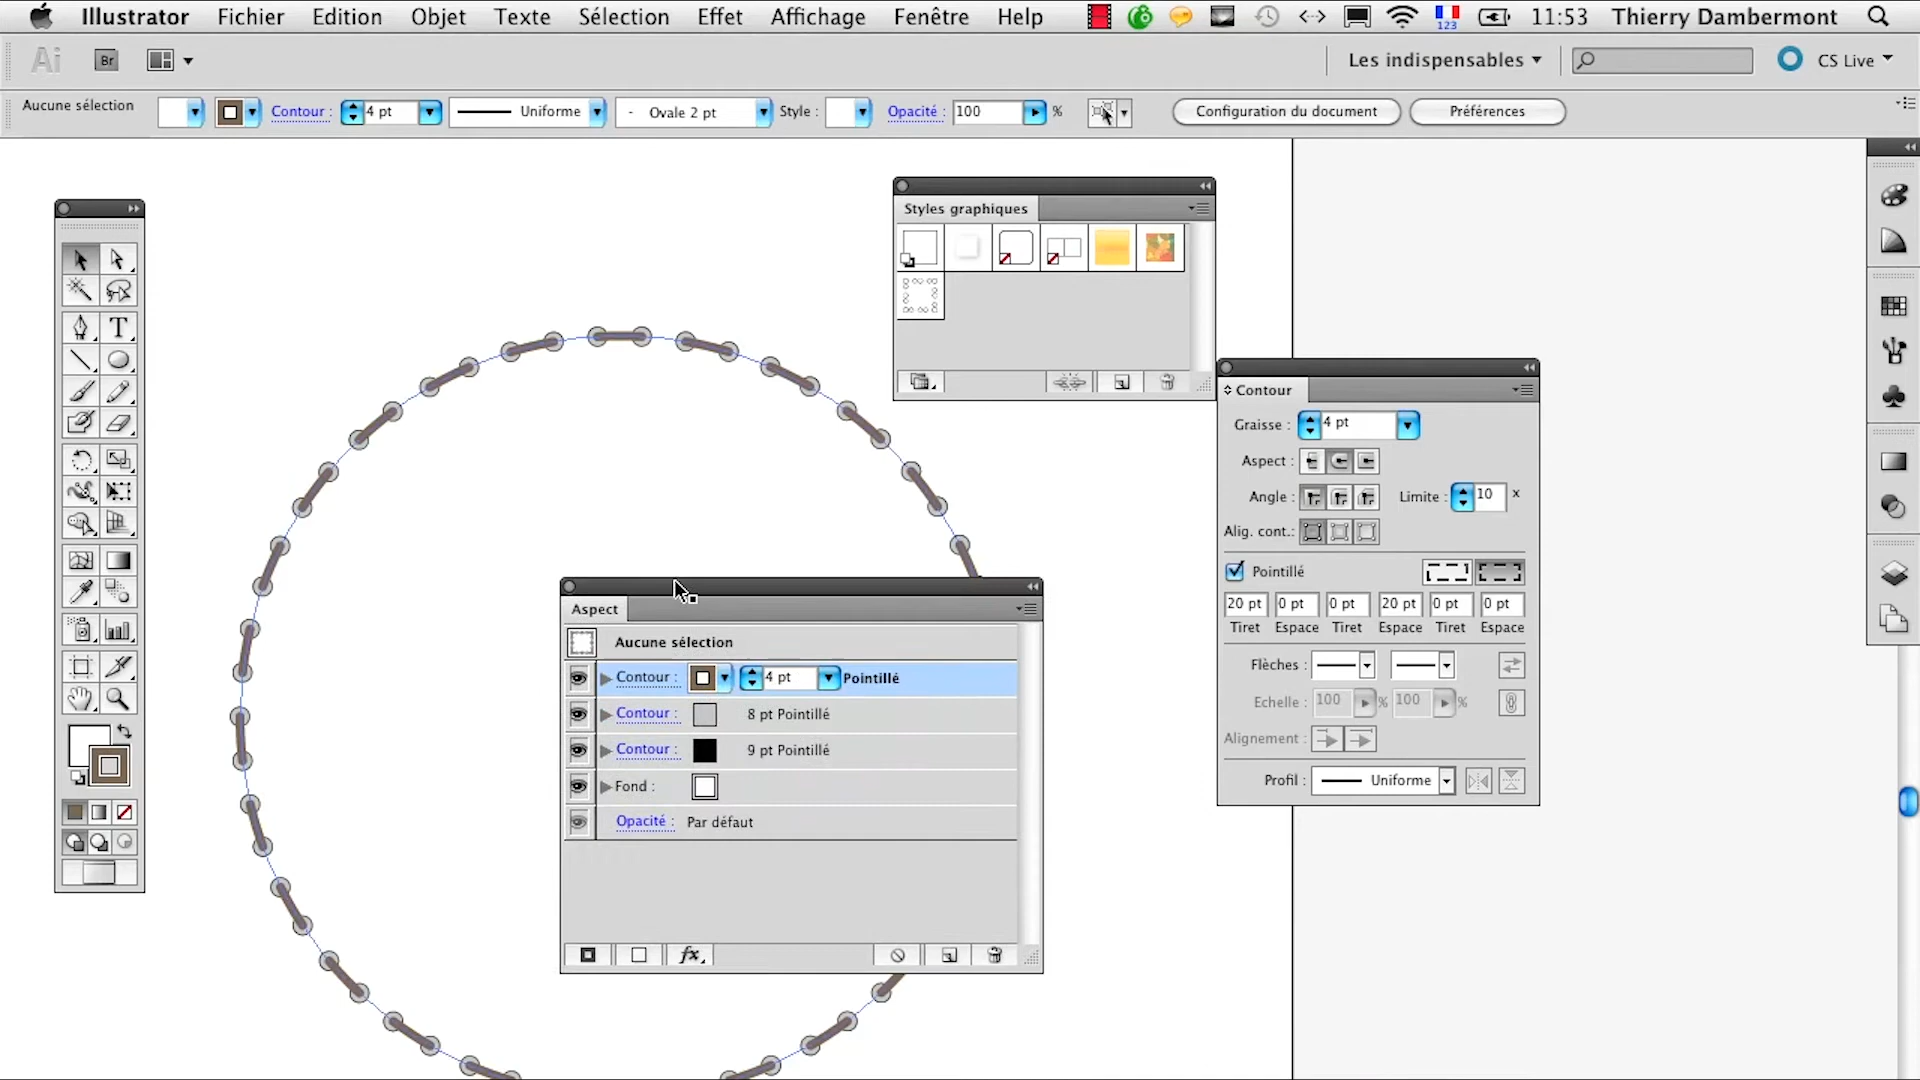 Illustrator Fichier Edition Objet Texte Sélection Effet Affichage Fenêtre Help 123 11:53 Thierry Dambermont
Ai Br Les indispensables CS Live
Aucune sélection Contour : 4 pt Uniforme - Ovale 2 pt Style : Opacité : 100 % Configuration du document Préférences
Styles graphiques
Contour
Graisse : 4 pt
Aspect :
Angle : Limite : 10 x
Alig. cont.:
Pointillé
20 pt 0 pt 0 pt 20 pt 0 pt 0 pt
Tiret Espace Tiret Espace Tiret Espace
Flèches :
Echelle : 100 % 100 %
Alignement :
Profil : Uniforme
Aspect
Aucune sélection
Contour : 4 pt Pointillé
Contour : 8 pt Pointillé
Contour : 9 pt Pointillé
Fond :
Opacité : Par défaut
fx
T